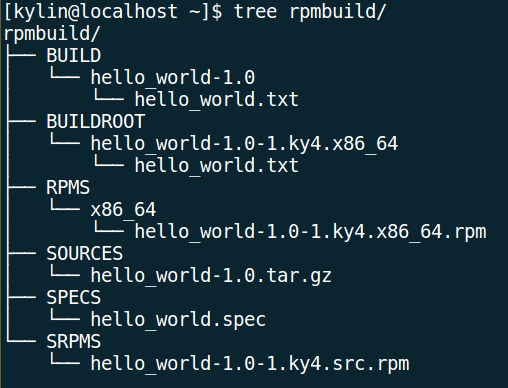 [kylin@localhost ~]$ tree rpmbuild/
rpmbuild/
├── BUILD
│   └── hello_world-1.0
│       └── hello_world.txt
├── BUILDROOT
│   └── hello_world-1.0-1.ky4.x86_64
│       └── hello_world.txt
├── RPMS
│   └── x86_64
│       └── hello_world-1.0-1.ky4.x86_64.rpm
├── SOURCES
│   └── hello_world-1.0.tar.gz
├── SPECS
│   └── hello_world.spec
└── SRPMS
    └── hello_world-1.0-1.ky4.src.rpm